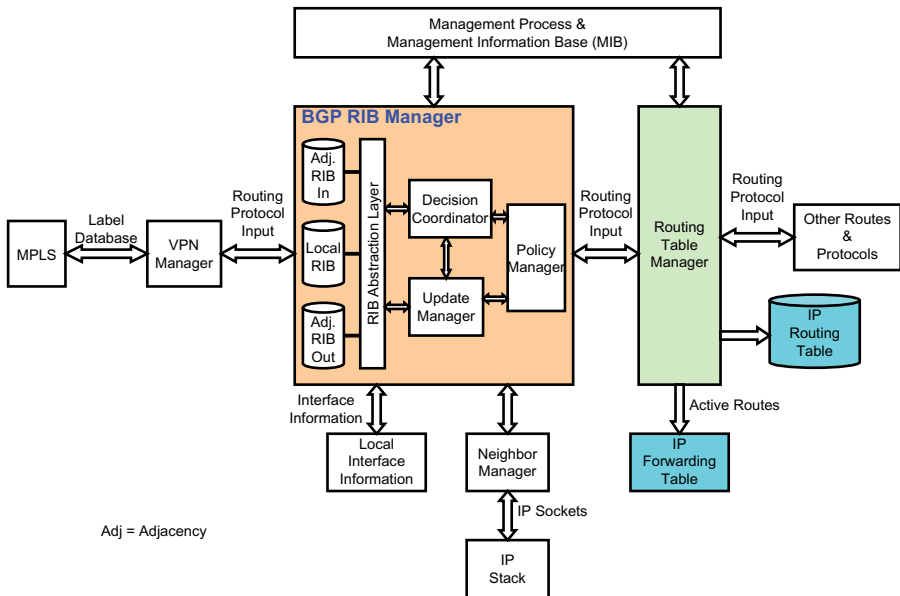 Management Process &
Management Information Base (MIB)
BGP RIB Manager
Adj.
RIB
In
Local
RIB
Adj.
RIB
Out
RIB Abstraction Layer
Decision
Coordinator
Update
Manager
Policy
Manager
MPLS
Label
Database
VPN
Manager
Routing
Protocol
Input
Routing
Protocol
Input
Routing
Table
Manager
Routing
Protocol
Input
Other Routes
&
Protocols
IP
Routing
Table
Active Routes
IP
Forwarding
Table
Interface
Information
Local
Interface
Information
Neighbor
Manager
IP Sockets
IP
Stack
Adj = Adjacency